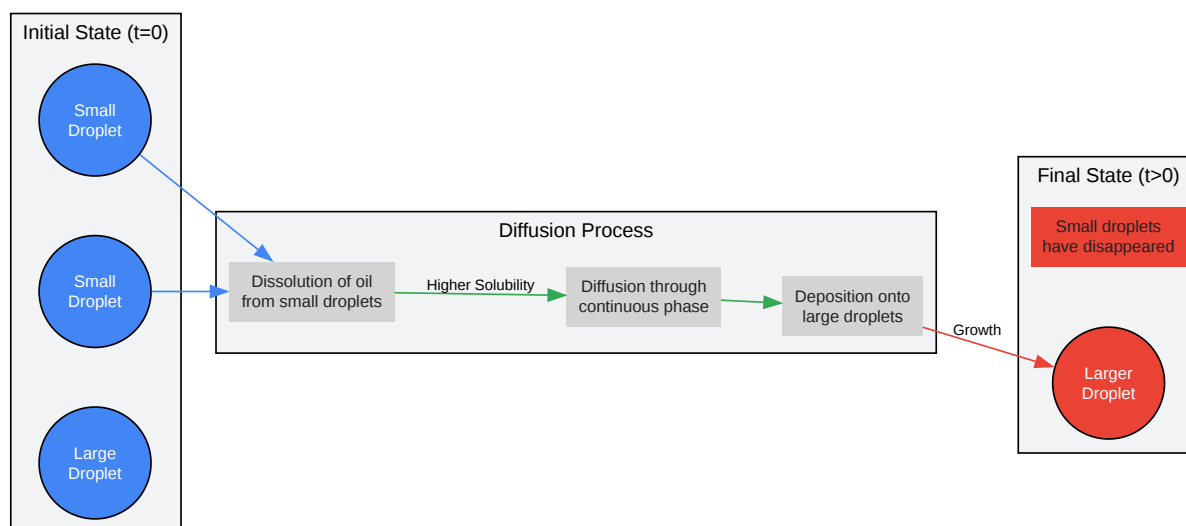 Initial State (t=0)
Small
Droplet
Small
Droplet
Large
Droplet
Diffusion Process
Dissolution of oil
from small droplets
Higher Solubility
Diffusion through
continuous phase
Deposition onto
large droplets
Growth
Final State (t>0)
Small droplets
have disappeared
Larger
Droplet